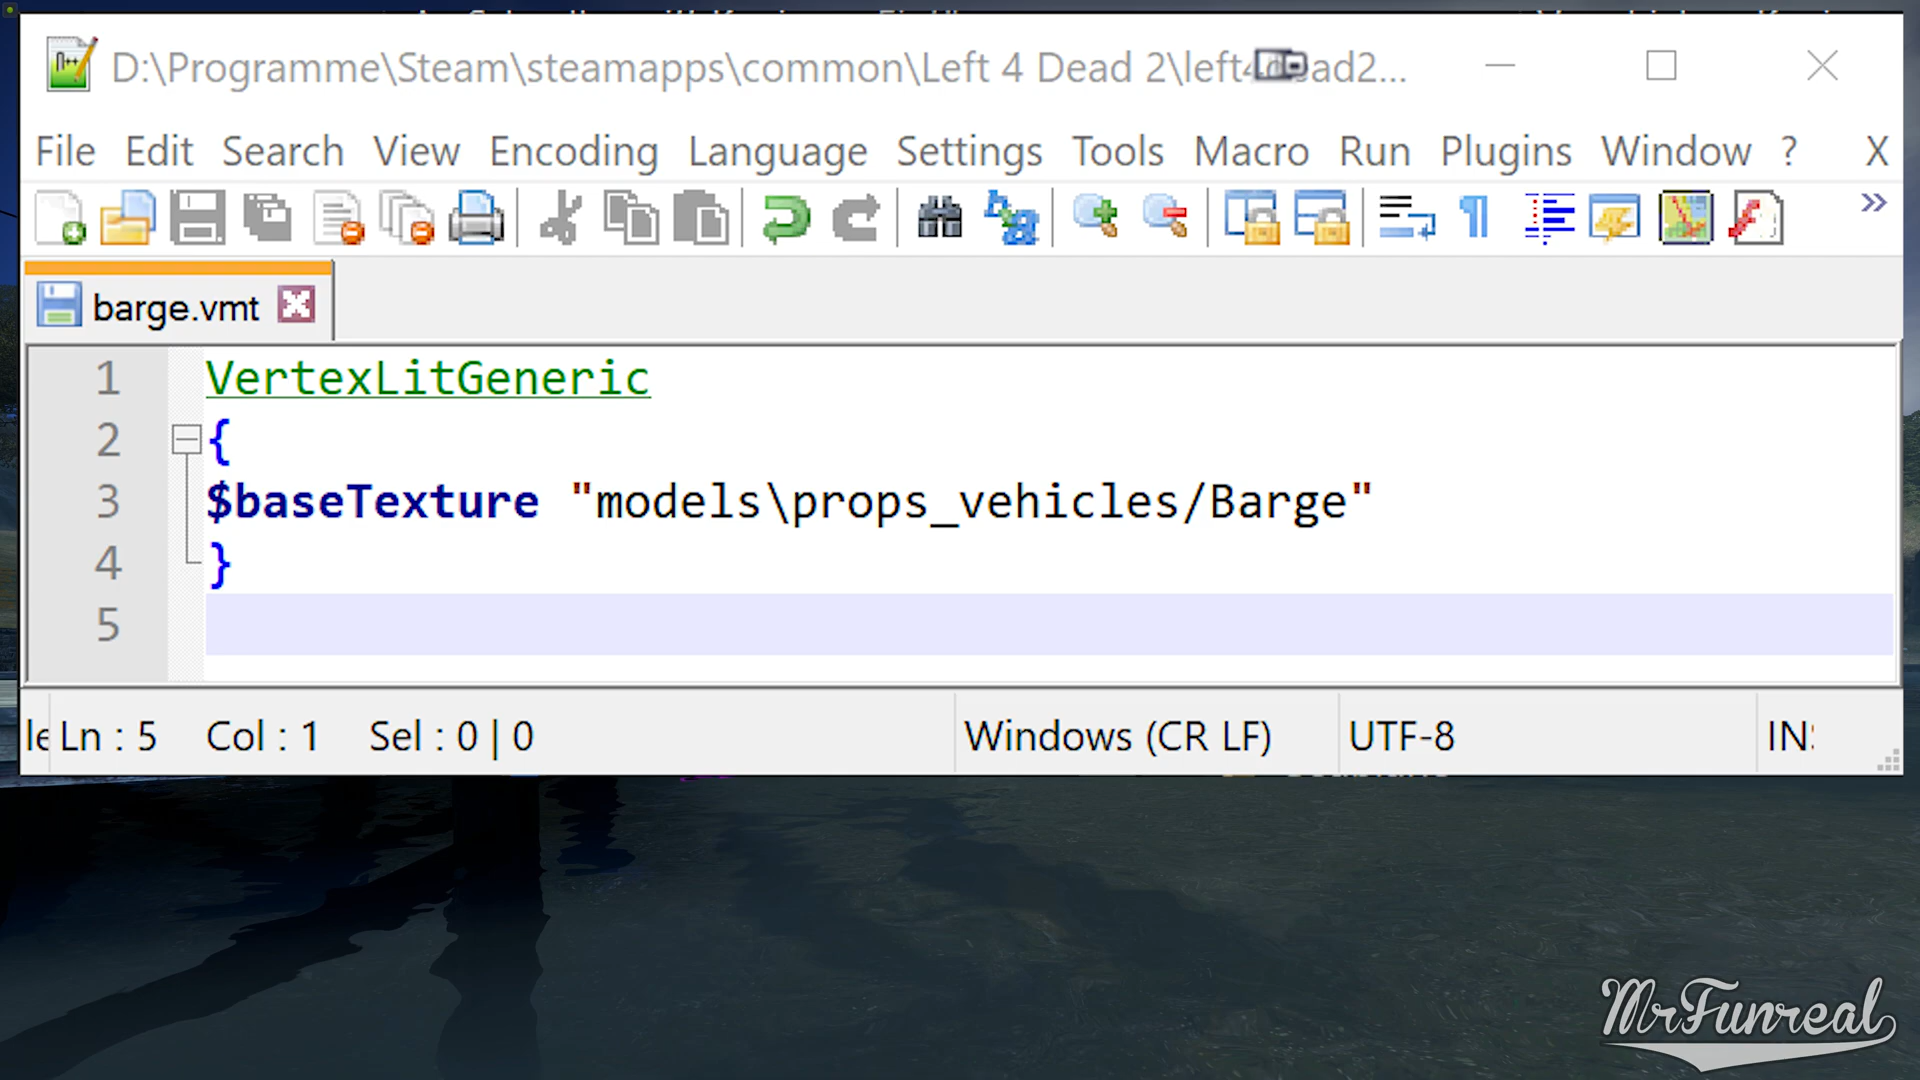 D:\Programme\Steam\steamapps\common\Left 4 Dead 2\left4dead2...
File Edit Search View Encoding Language Settings Tools Macro Run Plugins Window ? X
barge.vmt
1 VertexLitGeneric
2 {
3 $baseTexture "models\props_vehicles/Barge"
4 }
5
Ln : 5 Col : 1 Sel : 0 | 0 Windows (CR LF) UTF-8
MrFunreal